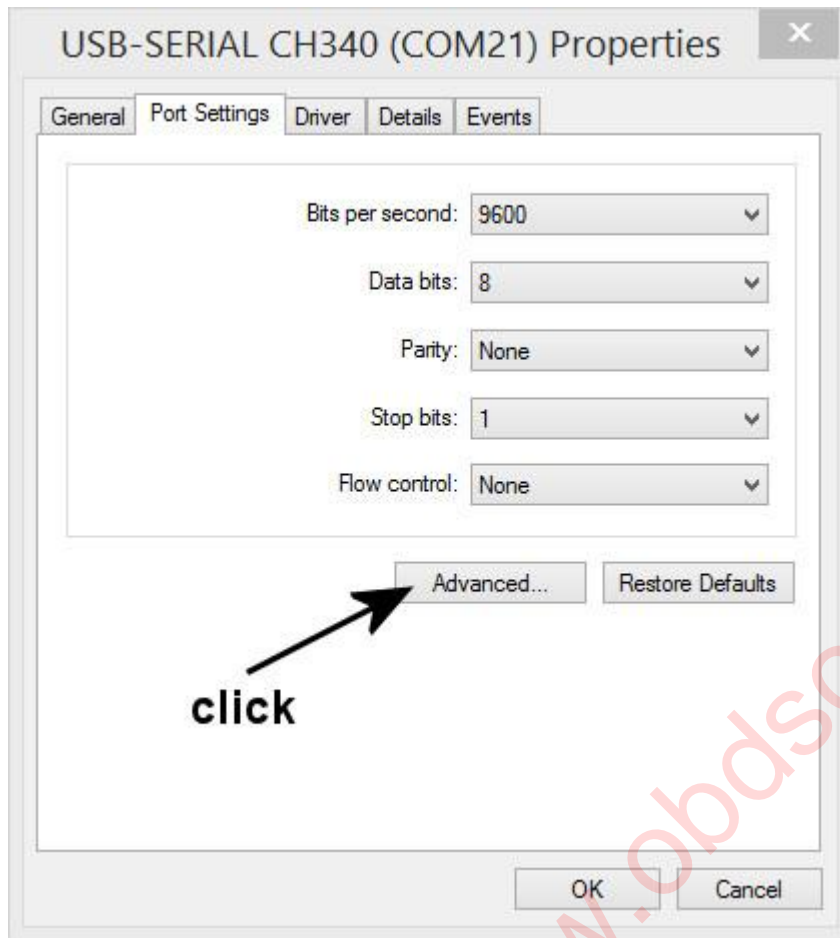 USB-SERIAL CH340 (COM21) Properties
General Port Settings Driver Details Events
Bits per second: 9600
Data bits: 8
Parity: None
Stop bits: 1
Flow control: None
Advanced... Restore Defaults
click
OK Cancel